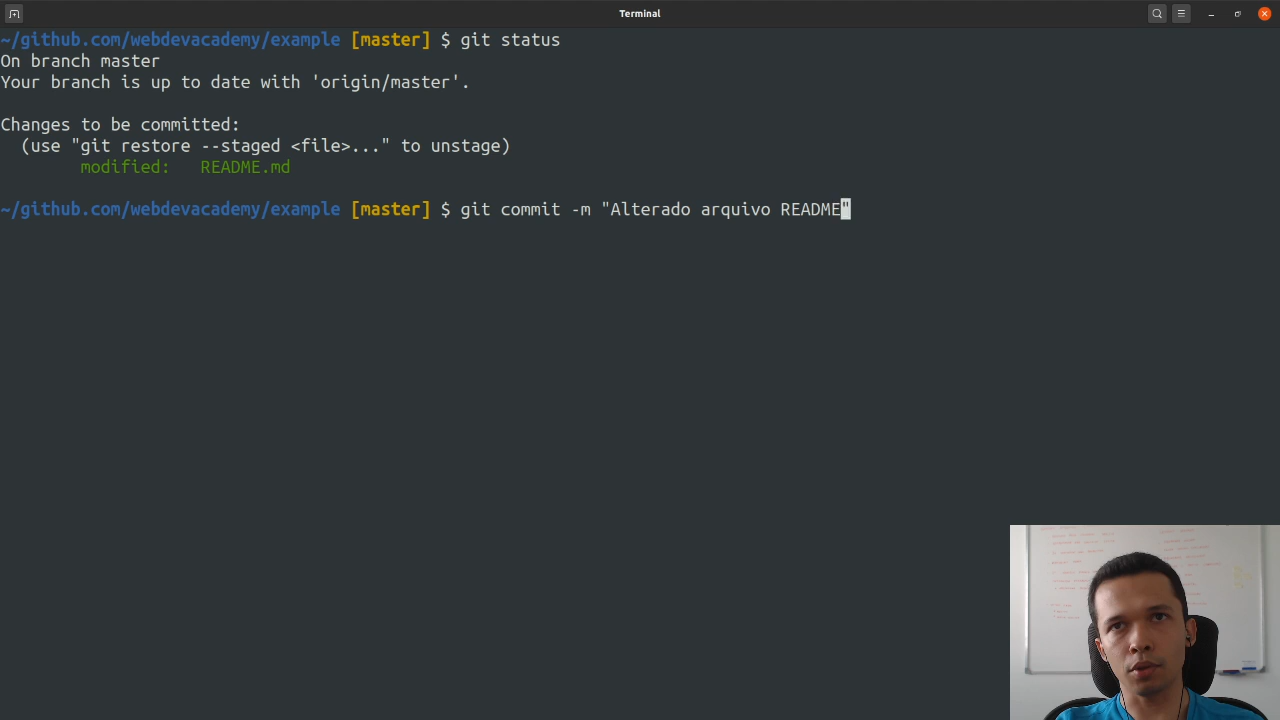 Terminal
~/github.com/webdevacademy/example [master] $ git status
On branch master
Your branch is up to date with 'origin/master'.
Changes to be committed:
(use "git restore --staged <file>..." to unstage)
modified:   README.md
~/github.com/webdevacademy/example [master] $ git commit -m "Alterado arquivo README"